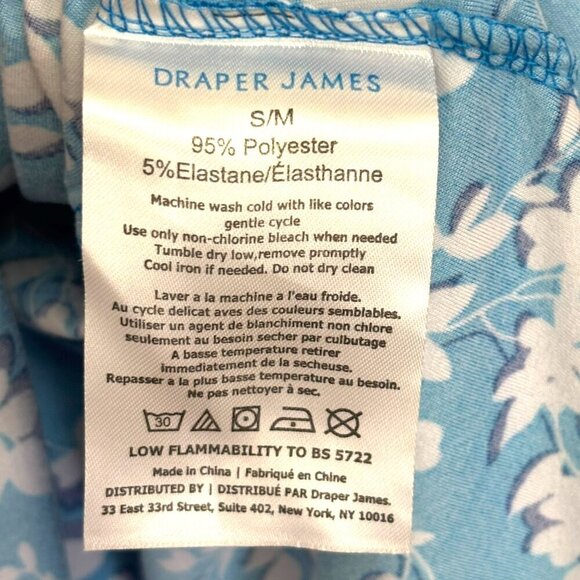 DRAPER JAMES
S/M
95% Polyester
5%Elastane/Élasthanne
Machine wash cold with like colors
gentle cycle
Use only non-chlorine bleach when needed
Tumble dry low,remove promptly
Cool iron if needed. Do not dry clean
Laver a la machine a l'eau froide.
Au cycle delicat aves des couleurs semblables.
Utiliser un agent de blanchiment non chlore
seulement au besoin secher par culbutage
A basse temperature retirer
immediatement de la secheuse.
Repasser a la plus basse temperature au besoin.
Ne pas nettoyer à sec.
30
LOW FLAMMABILITY TO BS 5722
Made in China | Fabriqué en Chine
DISTRIBUTED BY | DISTRIBUÉ PAR Draper James.
33 East 33rd Street, Suite 402, New York, NY 10016